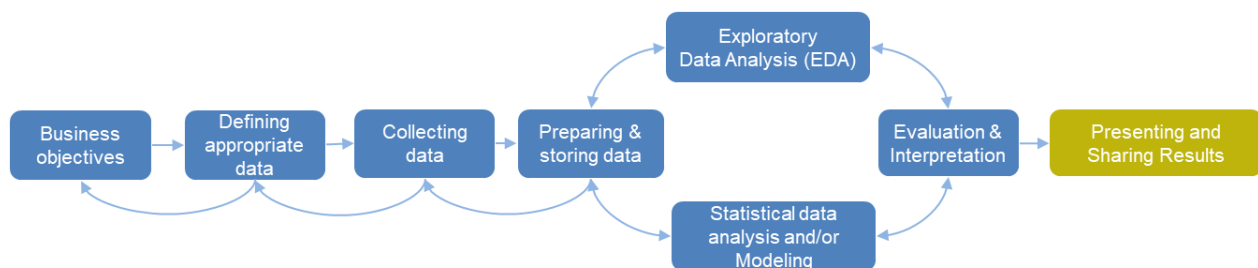 Exploratory
Data Analysis (EDA)
Business
objectives
Defining
appropriate
data
Collecting
data
Preparing &
storing data
Evaluation &
Interpretation
Presenting and
Sharing Results
Statistical data
analysis and/or
Modeling